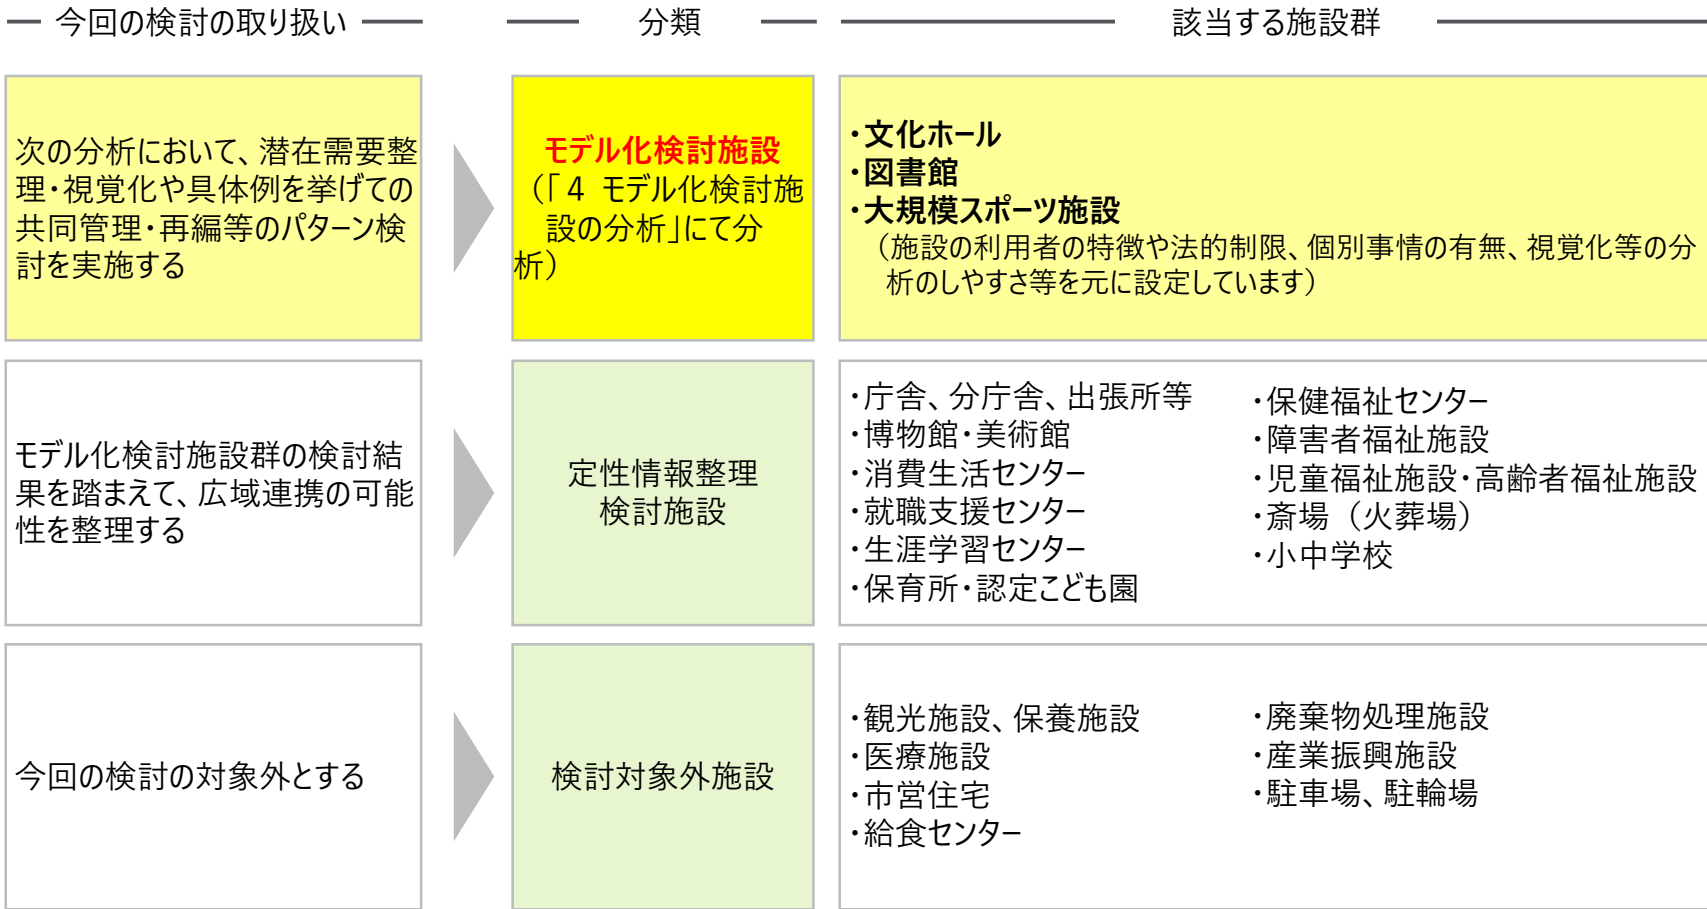 今回の検討の取り扱い
分類
該当する施設群
次の分析において、潜在需要整
理・視覚化や具体例を挙げての
共同管理・再編等のパターン検
討を実施する
モデル化検討施設
(「4 モデル化検討施
設の分析」にて分
析)
・文化ホール
・図書館
・大規模スポーツ施設
(施設の利用者の特徴や法的制限、個別事情の有無、視覚化等の分
析のしやすさ等を元に設定しています)
モデル化検討施設群の検討結
果を踏まえて、広域連携の可能
性を整理する
定性情報整理
検討施設
・庁舎、分庁舎、出張所等
・博物館・美術館
・消費生活センター
・就職支援センター
・生涯学習センター
・保育所・認定こども園
・保健福祉センター
・障害者福祉施設
・児童福祉施設・高齢者福祉施設
・斎場(火葬場)
・小中学校
今回の検討の対象外とする
検討対象外施設
・観光施設、保養施設
・医療施設
・市営住宅
・給食センター
・廃棄物処理施設
・産業振興施設
・駐車場、駐輪場